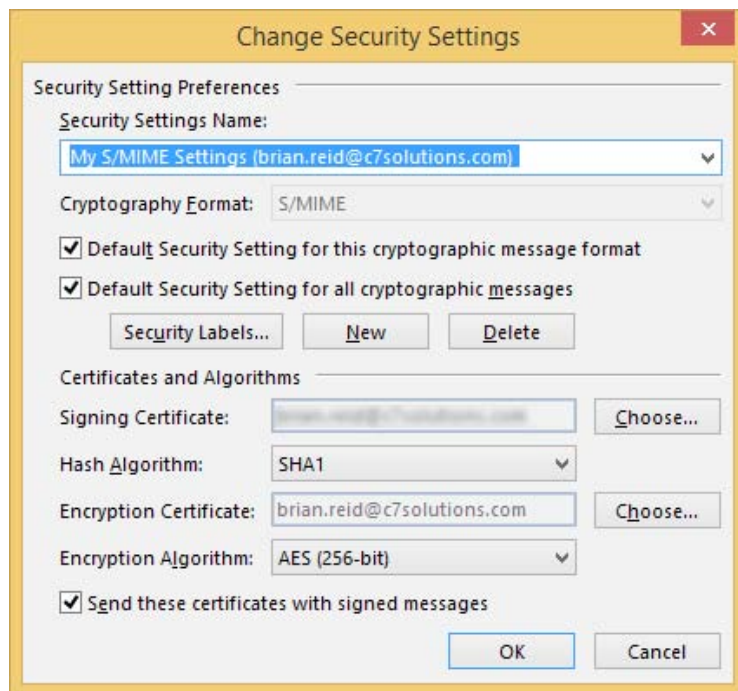 Change Security Settings
Security Setting Preferences
Security Settings Name:
My S/MIME Settings (brian.reid@c7solutions.com)
Cryptography Format: S/MIME
Default Security Setting for this cryptographic message format
Default Security Setting for all cryptographic messages
Security Labels... New Delete
Certificates and Algorithms
Signing Certificate: Choose...
Hash Algorithm: SHA1
Encryption Certificate: brian.reid@c7solutions.com Choose...
Encryption Algorithm: AES (256-bit)
Send these certificates with signed messages
OK Cancel